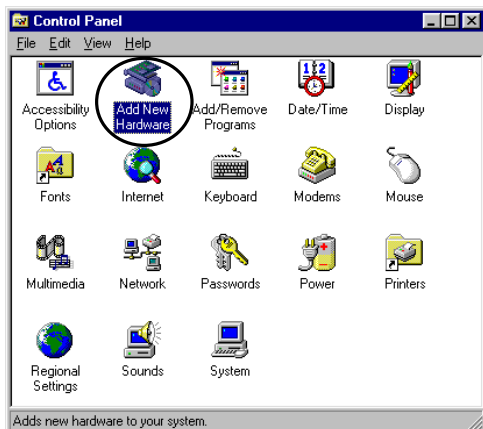 Control Panel
File Edit View Help
Accessibility Options
Add New Hardware
Add/Remove Programs
Date/Time
Display
Fonts
Internet
Keyboard
Modems
Mouse
Multimedia
Network
Passwords
Power
Printers
Regional Settings
Sounds
System
Adds new hardware to your system.